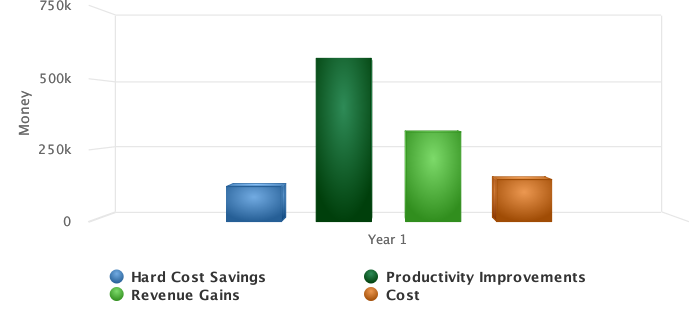 750k
500k
Money
250k
0
Year 1
Hard Cost Savings
Productivity Improvements
Revenue Gains
Cost